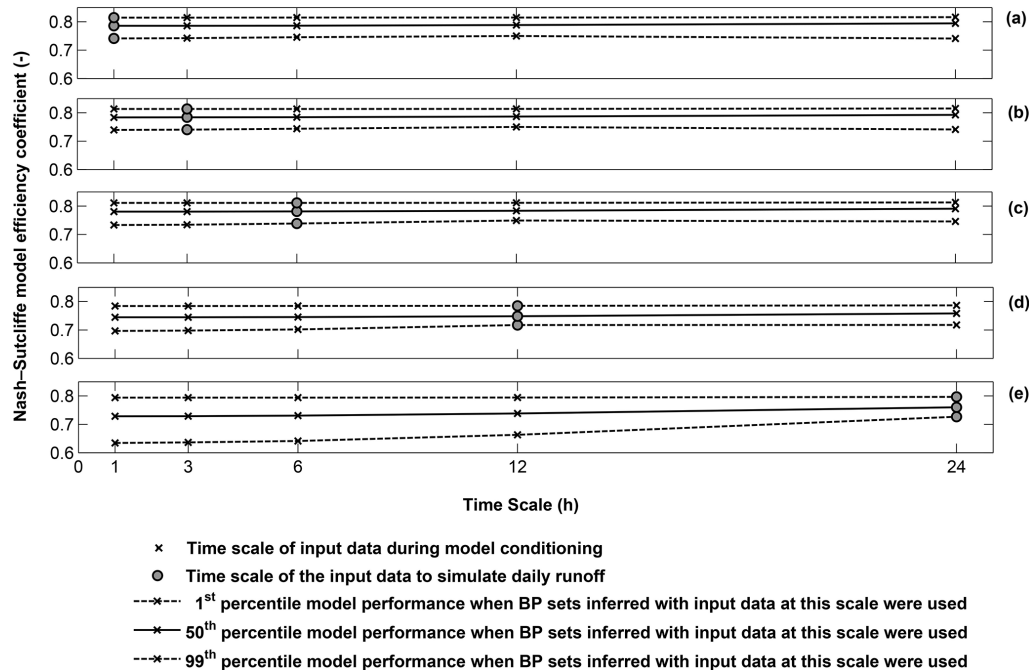 Nash–Sutcliffe model efficiency coefficient (-)
0.8
0.7
0.6
(a)
0.8
0.7
0.6
(b)
0.8
0.7
0.6
(c)
0.8
0.7
0.6
(d)
0.8
0.7
0.6
(e)
0 1 3 6 12 24
Time Scale (h)
Time scale of input data during model conditioning
Time scale of the input data to simulate daily runoff
1st percentile model performance when BP sets inferred with input data at this scale were used
50th percentile model performance when BP sets inferred with input data at this scale were used
99th percentile model performance when BP sets inferred with input data at this scale were used